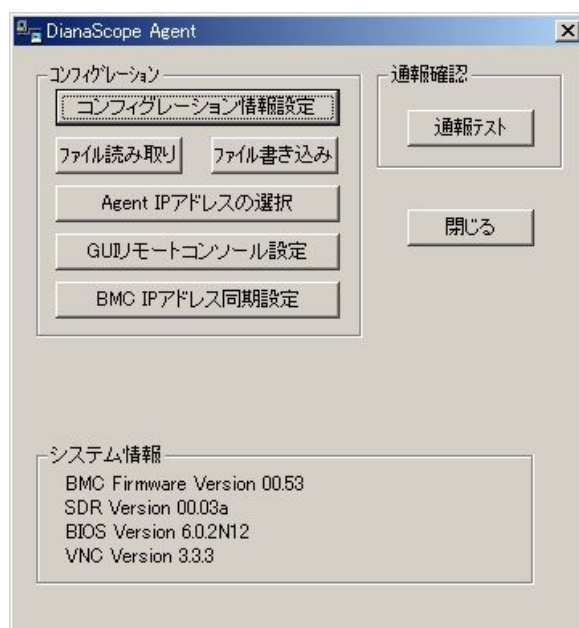 DianaScope Agent
コンフィグレーション
コンフィグレーション情報設定
ファイル読み取り
ファイル書き込み
Agent IPアドレスの選択
GUIリモートコンソール設定
BMC IPアドレス同期設定
通報確認
通報テスト
閉じる
システム情報
BMC Firmware Version 00.53
SDR Version 00.03a
BIOS Version 6.0.2N12
VNC Version 3.3.3